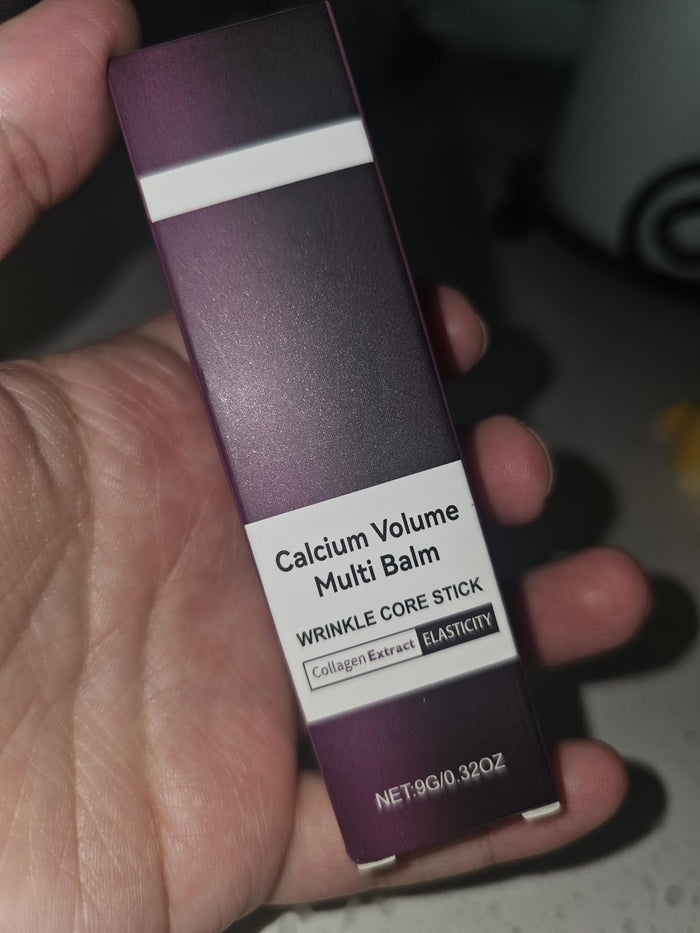 Calcium Volume
Multi Balm
WRINKLE CORE STICK
Collagen Extract ELASTICITY
NET:9G/0.32OZ